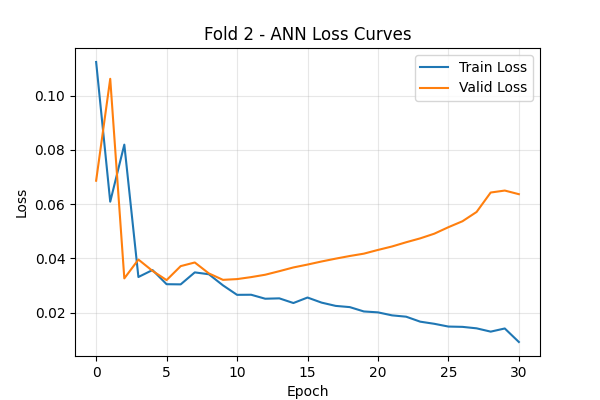 Fold 2 - ANN Loss Curves
Train Loss
Valid Loss
Loss
0.10
0.08
0.06
0.04
0.02
0 5 10 15 20 25 30
Epoch